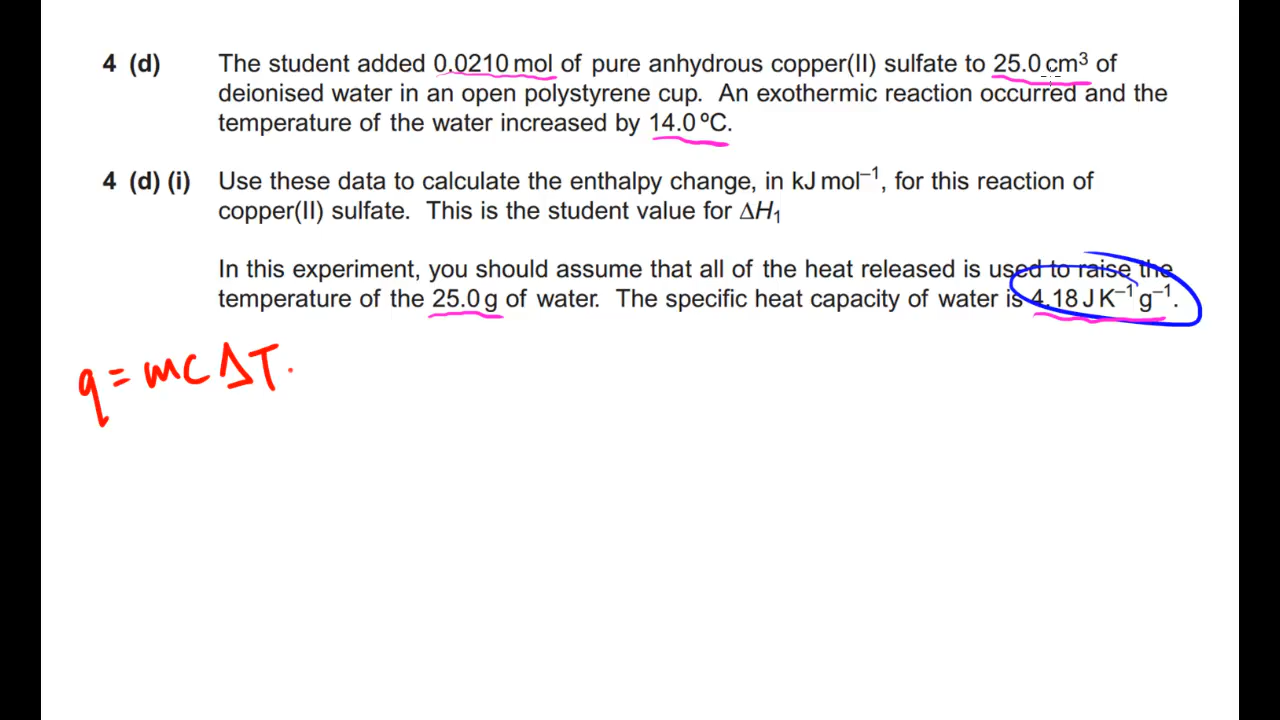 4 (d) The student added 0.0210 mol of pure anhydrous copper(II) sulfate to 25.0 cm³ of
deionised water in an open polystyrene cup. An exothermic reaction occurred and the
temperature of the water increased by 14.0 ºC.
4 (d) (i) Use these data to calculate the enthalpy change, in kJ mol⁻¹, for this reaction of
copper(II) sulfate. This is the student value for ΔH₁
In this experiment, you should assume that all of the heat released is used to raise the
temperature of the 25.0 g of water. The specific heat capacity of water is 4.18 J K⁻¹ g⁻¹.
q = mcΔT.